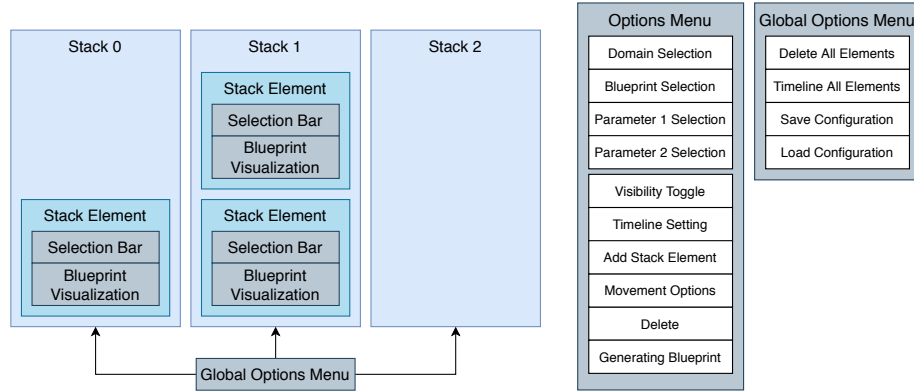 Stack 0
Stack Element
Selection Bar
Blueprint
Visualization
Stack 1
Stack Element
Selection Bar
Blueprint
Visualization
Stack Element
Selection Bar
Blueprint
Visualization
Stack 2
Global Options Menu
Options Menu
Domain Selection
Blueprint Selection
Parameter 1 Selection
Parameter 2 Selection
Visibility Toggle
Timeline Setting
Add Stack Element
Movement Options
Delete
Generating Blueprint
Global Options Menu
Delete All Elements
Timeline All Elements
Save Configuration
Load Configuration